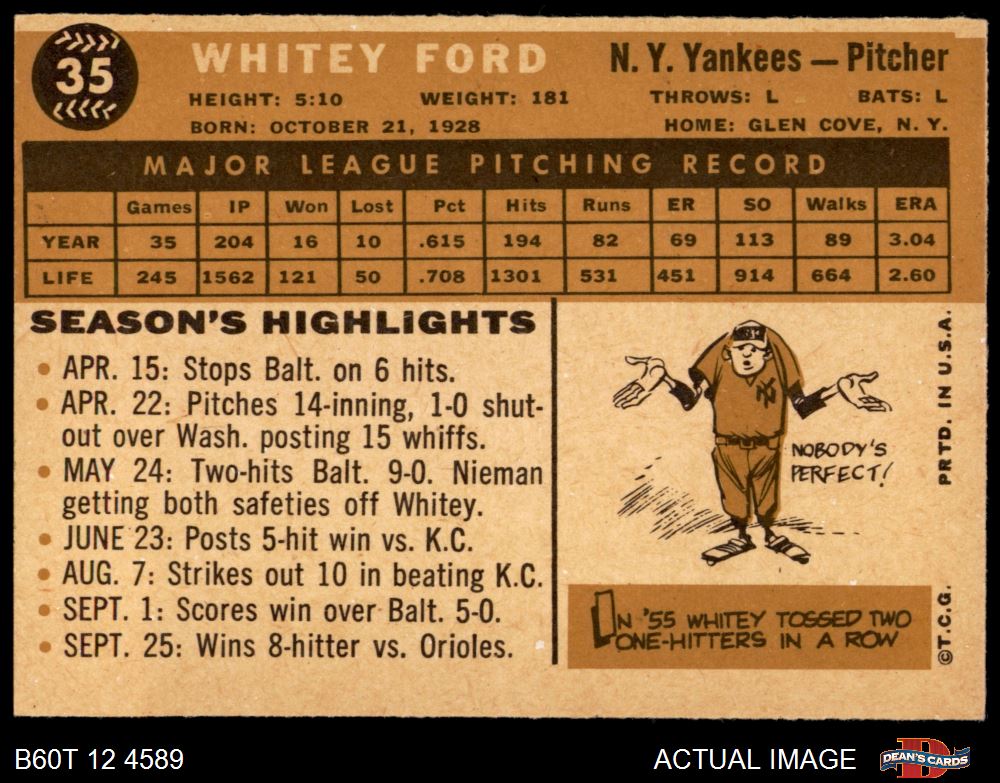 35
WHITEY FORD
N. Y. Yankees — Pitcher
HEIGHT: 5:10 WEIGHT: 181 THROWS: L BATS: L
BORN: OCTOBER 21, 1928 HOME: GLEN COVE, N. Y.
MAJOR LEAGUE PITCHING RECORD
Games IP Won Lost Pct Hits Runs ER SO Walks ERA
YEAR 35 204 16 10 .615 194 82 69 113 89 3.04
LIFE 245 1562 121 50 .708 1301 531 451 914 664 2.60
SEASON'S HIGHLIGHTS
• APR. 15: Stops Balt. on 6 hits.
• APR. 22: Pitches 14-inning, 1-0 shut-
out over Wash. posting 15 whiffs.
• MAY 24: Two-hits Balt. 9-0. Nieman
getting both safeties off Whitey.
• JUNE 23: Posts 5-hit win vs. K.C.
• AUG. 7: Strikes out 10 in beating K.C.
• SEPT. 1: Scores win over Balt. 5-0.
• SEPT. 25: Wins 8-hitter vs. Orioles.
NY
NOBODY'S
PERFECT!
IN '55 WHITEY TOSSED TWO
ONE-HITTERS IN A ROW
©T.C.G. PRTD. IN U.S.A.
B60T 12 4589
ACTUAL IMAGE
DEAN'S CARDS